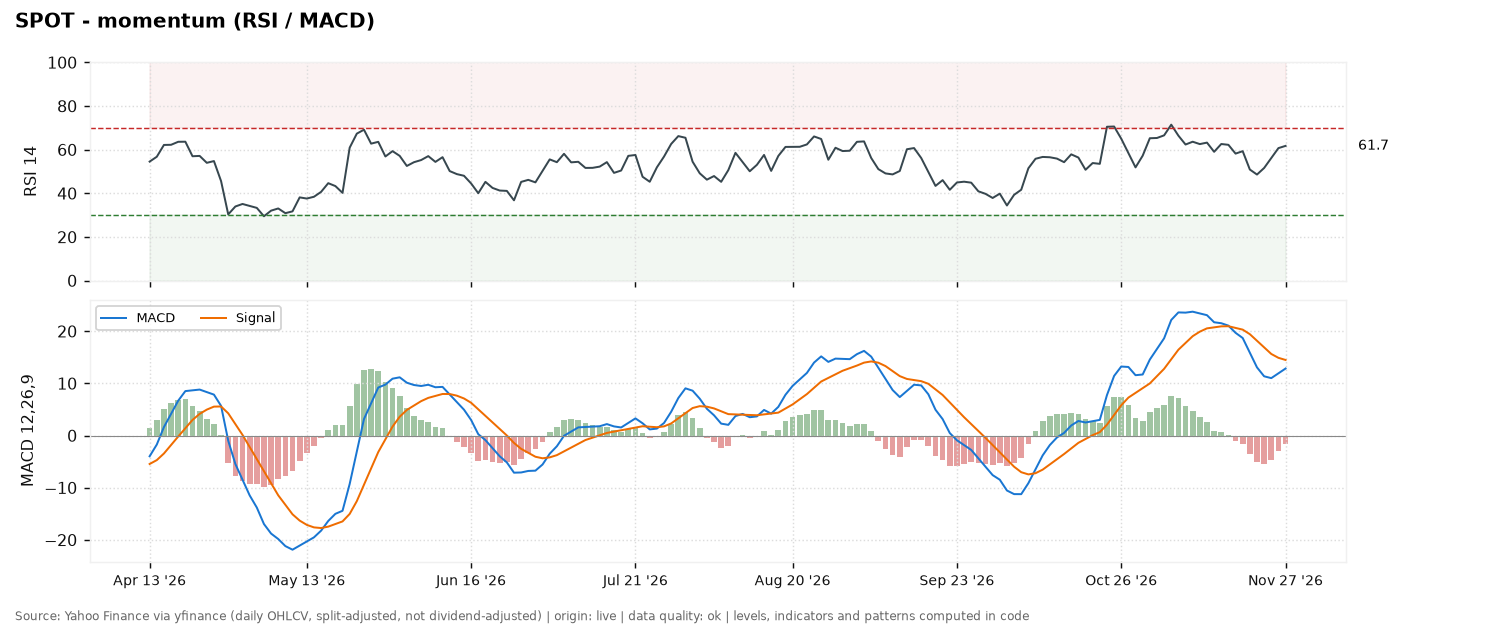 SPOT - momentum (RSI / MACD)
100
80
60
40
20
0
RSI 14
61.7
MACD
Signal
20
10
0
−10
−20
MACD 12,26,9
Apr 13 '26
May 13 '26
Jun 16 '26
Jul 21 '26
Aug 20 '26
Sep 23 '26
Oct 26 '26
Nov 27 '26
Source: Yahoo Finance via yfinance (daily OHLCV, split-adjusted, not dividend-adjusted) | origin: live | data quality: ok | levels, indicators and patterns computed in code